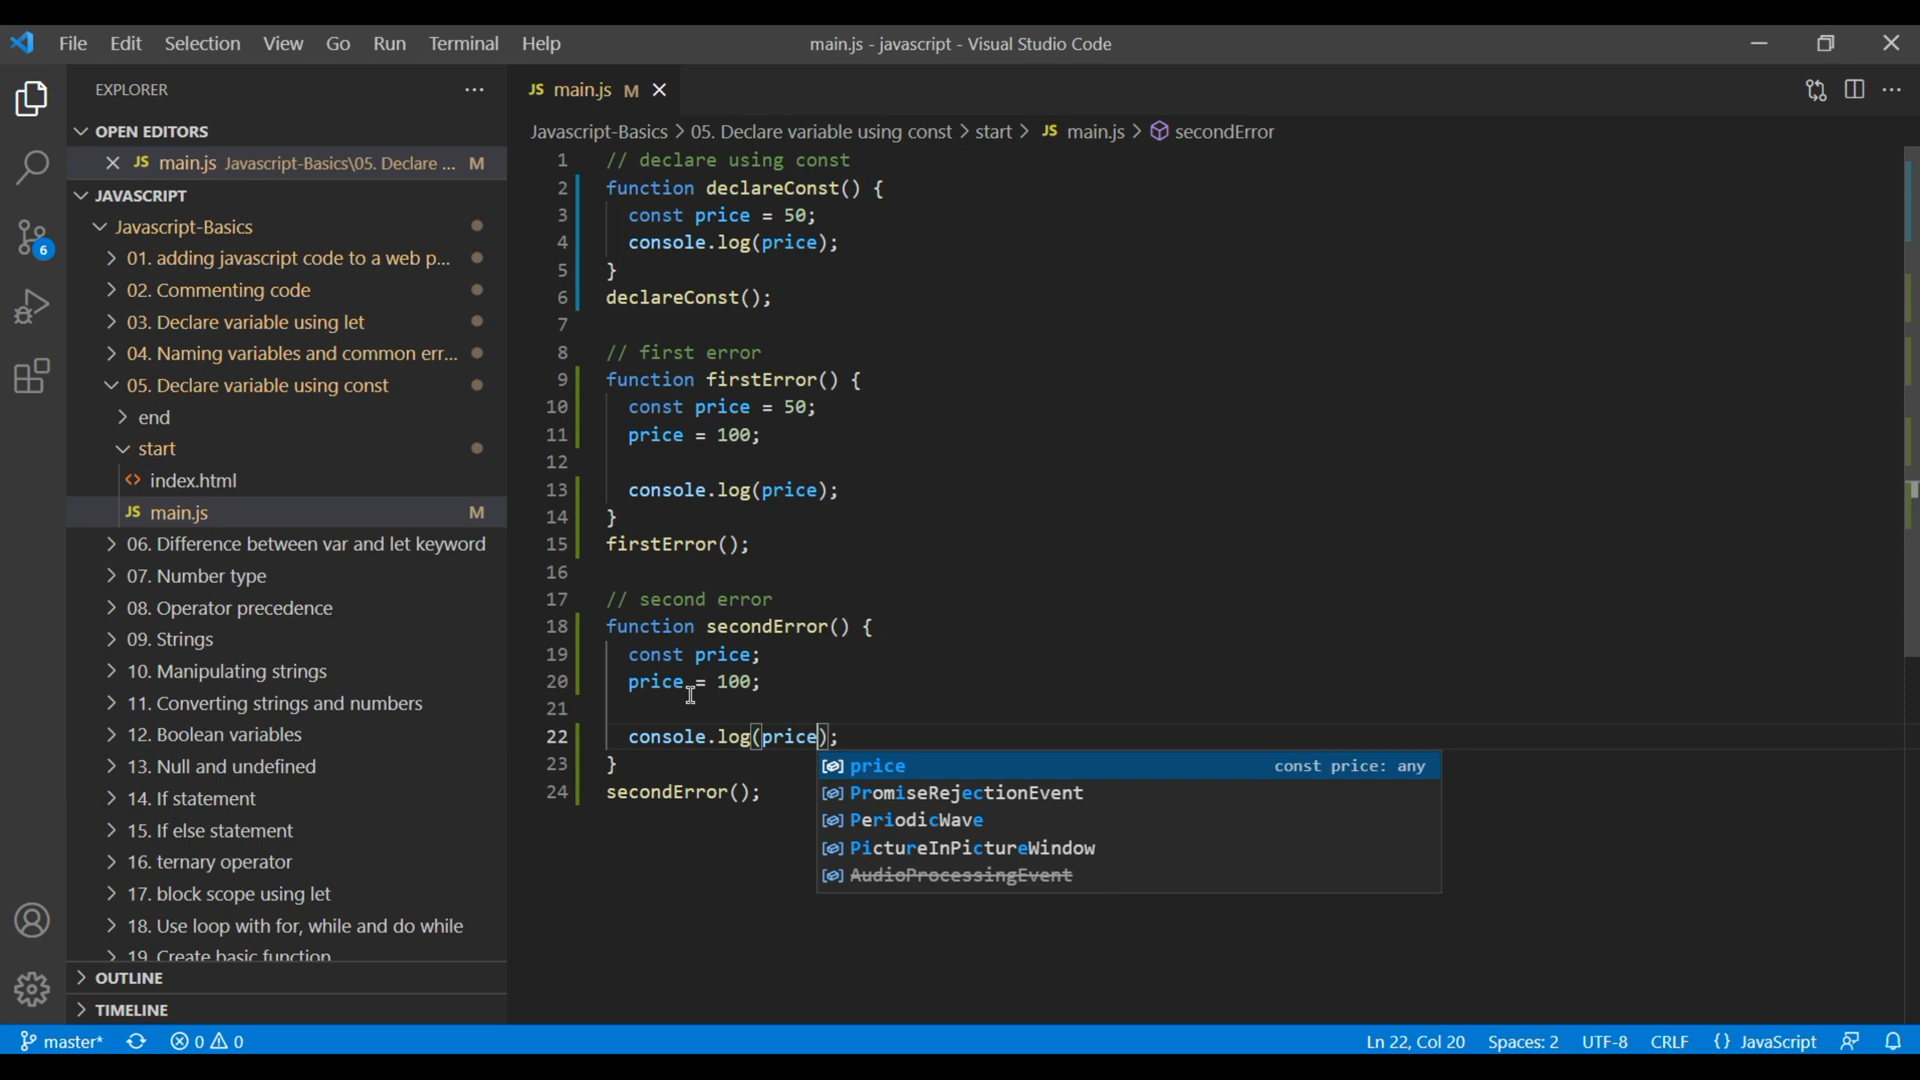 File Edit Selection View Go Run Terminal Help main.js - javascript - Visual Studio Code
EXPLORER
OPEN EDITORS
JS main.js Javascript-Basics\05. Declare ... M
JAVASCRIPT
Javascript-Basics
01. adding javascript code to a web p...
02. Commenting code
03. Declare variable using let
04. Naming variables and common err...
05. Declare variable using const
end
start
<> index.html
JS main.js M
06. Difference between var and let keyword
07. Number type
08. Operator precedence
09. Strings
10. Manipulating strings
11. Converting strings and numbers
12. Boolean variables
13. Null and undefined
14. If statement
15. If else statement
16. ternary operator
17. block scope using let
18. Use loop with for, while and do while
19. Create basic function
OUTLINE
TIMELINE
6
JS main.js M
Javascript-Basics > 05. Declare variable using const > start > JS main.js > secondError
1 // declare using const
2 function declareConst() {
3 const price = 50;
4 console.log(price);
5 }
6 declareConst();
7
8 // first error
9 function firstError() {
10 const price = 50;
11 price = 100;
12
13 console.log(price);
14 }
15 firstError();
16
17 // second error
18 function secondError() {
19 const price;
20 price = 100;
21
22 console.log(price);
23 }
24 secondError();
price const price: any
PromiseRejectionEvent
PeriodicWave
PictureInPictureWindow
AudioProcessingEvent
master* 0 0 Ln 22, Col 20 Spaces: 2 UTF-8 CRLF {} JavaScript